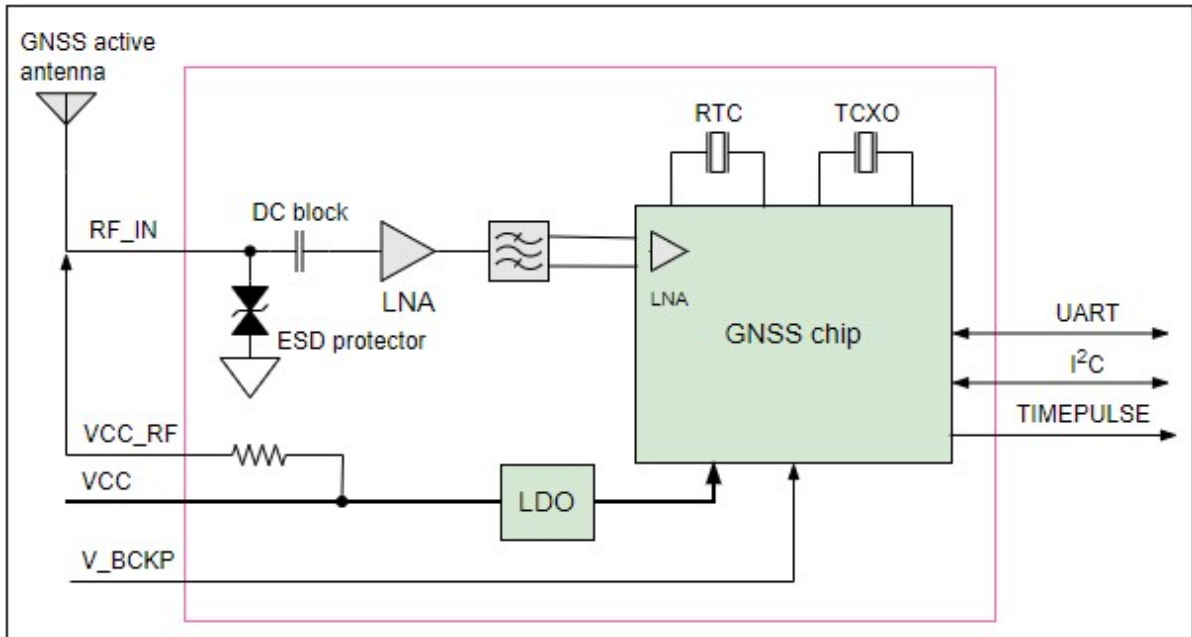 GNSS active
antenna
RTC
TCXO
DC block
RF_IN
LNA
LNA
ESD protector
GNSS chip
UART
I²C
TIMEPULSE
VCC_RF
VCC
LDO
V_BCKP